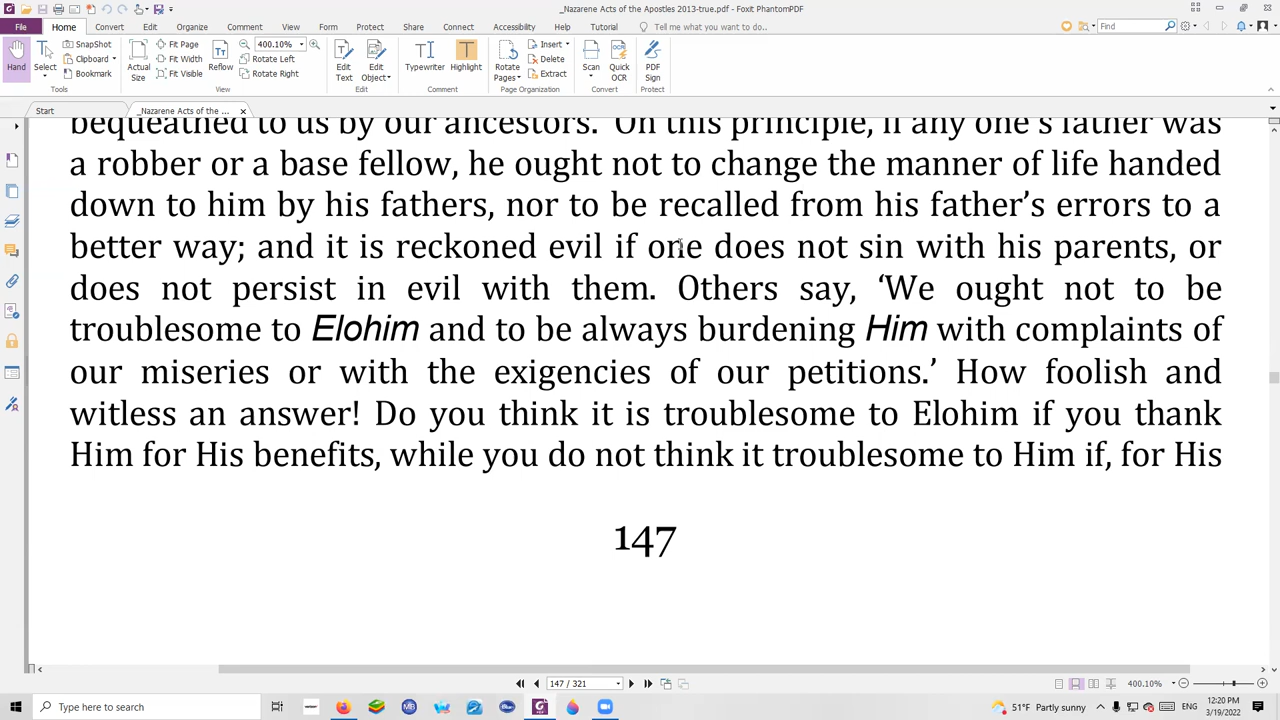 _Nazarene Acts of the Apostles 2013-true.pdf - Foxit PhantomPDF
File Home Convert Edit Organize Comment View Form Protect Share Connect Accessibility Help Tutorial Tell me what you want to do... Find
Hand Select SnapShot Clipboard Bookmark Actual Size Fit Page Fit Width Fit Visible Reflow 400.10% Rotate Left Rotate Right Edit Text Edit Object Typewriter Highlight Rotate Pages Insert Delete Extract Scan Quick OCR PDF Sign
Tools View Edit Comment Page Organization Convert Protect
Start _Nazarene Acts of the ...
bequeathed to us by our ancestors.' On this principle, if any one's father was
a robber or a base fellow, he ought not to change the manner of life handed
down to him by his fathers, nor to be recalled from his father's errors to a
better way; and it is reckoned evil if one does not sin with his parents, or
does not persist in evil with them. Others say, 'We ought not to be
troublesome to Elohim and to be always burdening Him with complaints of
our miseries or with the exigencies of our petitions.' How foolish and
witless an answer! Do you think it is troublesome to Elohim if you thank
Him for His benefits, while you do not think it troublesome to Him if, for His
147
147 / 321 400.10%
Type here to search 51°F Partly sunny ENG 12:20 PM
3/19/2022